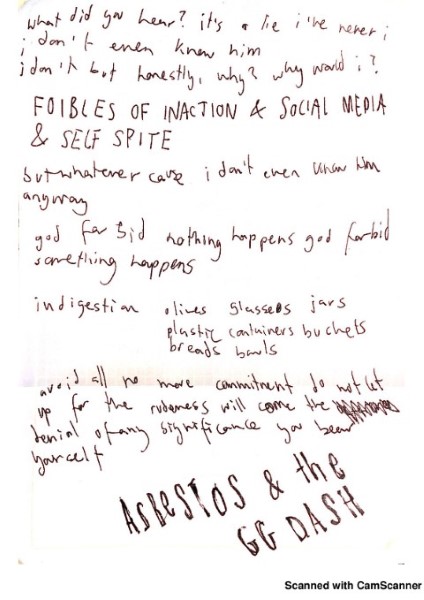 what did you hear? it's a lie i've never i
i don't even know him
i don't but honestly, why? why would i?
FOIBLES OF INACTION & SOCIAL MEDIA
& SELF SPITE
but whatever cause i don't even know him
anyway
god for bid nothing happens god forbid
something happens
indigestion olives glasses jars
plastic containers buckets
breads bowls
avoid all no more commitment do not let
up for the rudeness will come the
denial of any significance you bear
yourself
ASBESTOS & the
GG DASH
Scanned with CamScanner